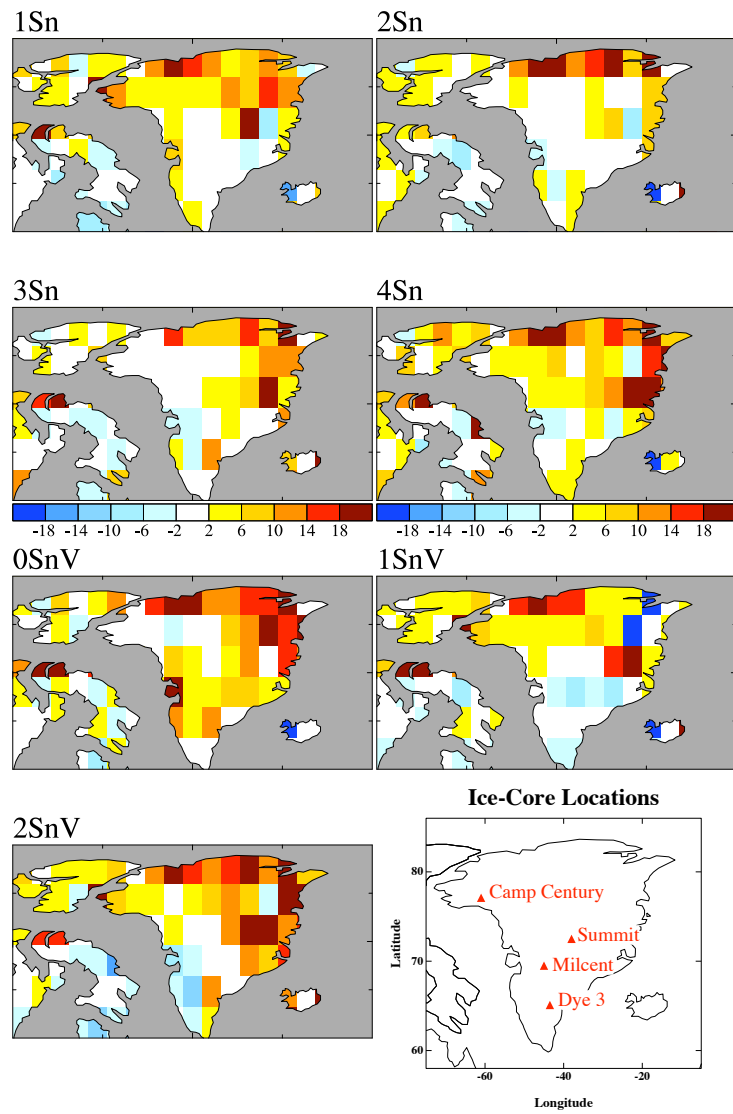 1Sn
2Sn
3Sn
4Sn
-18 -14 -10 -6 -2 2 6 10 14 18
-18 -14 -10 -6 -2 2 6 10 14 18
0SnV
1SnV
2SnV
Ice-Core Locations
80
70
60
Latitude
Camp Century
Summit
Milcent
Dye 3
-60 -40 -20
Longitude